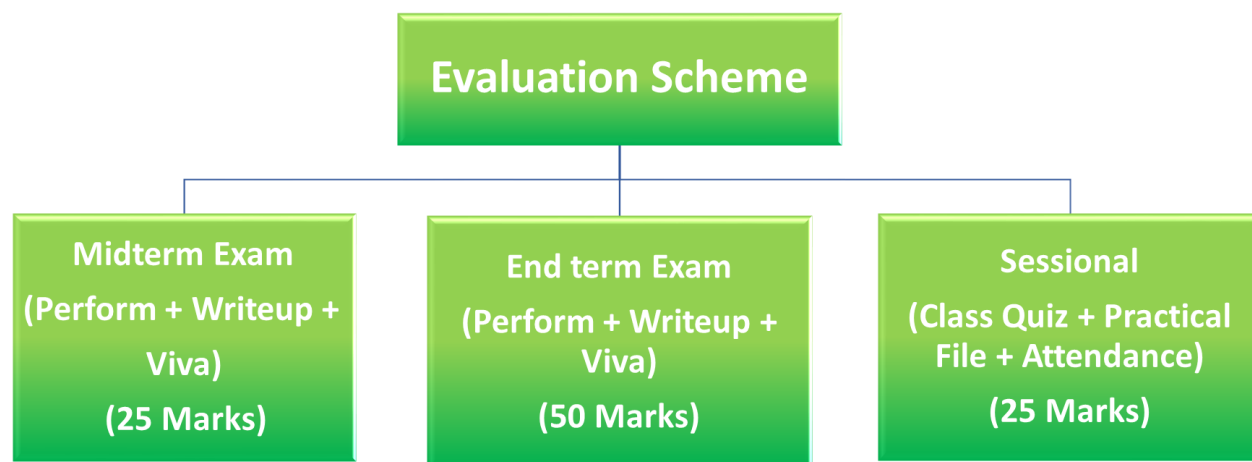 Evaluation Scheme
Midterm Exam
(Perform + Writeup +
Viva)
(25 Marks)
End term Exam
(Perform + Writeup +
Viva)
(50 Marks)
Sessional
(Class Quiz + Practical
File + Attendance)
(25 Marks)